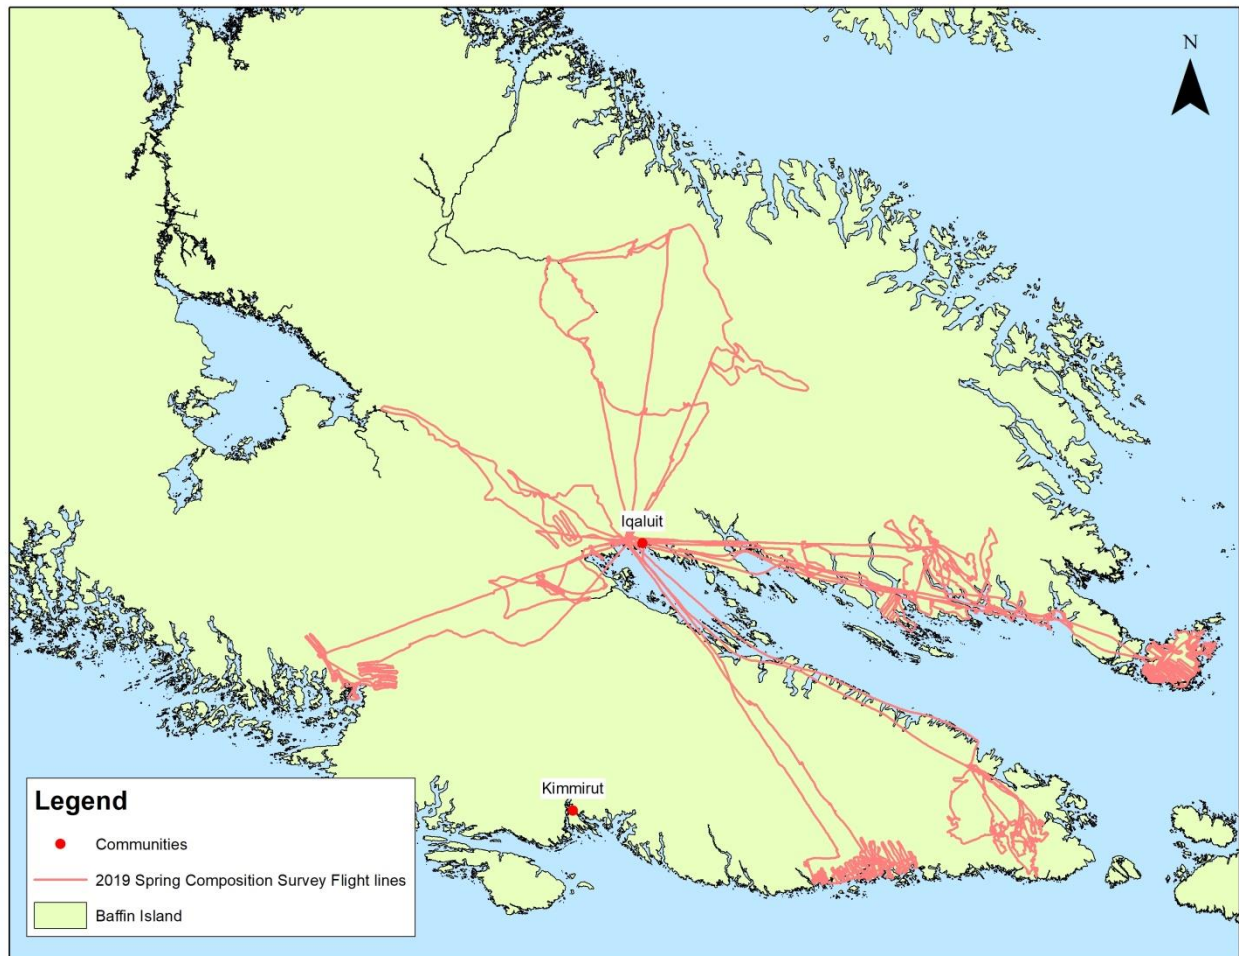 N
Iqaluit
Kimmirut
Legend
Communities
2019 Spring Composition Survey Flight lines
Baffin Island